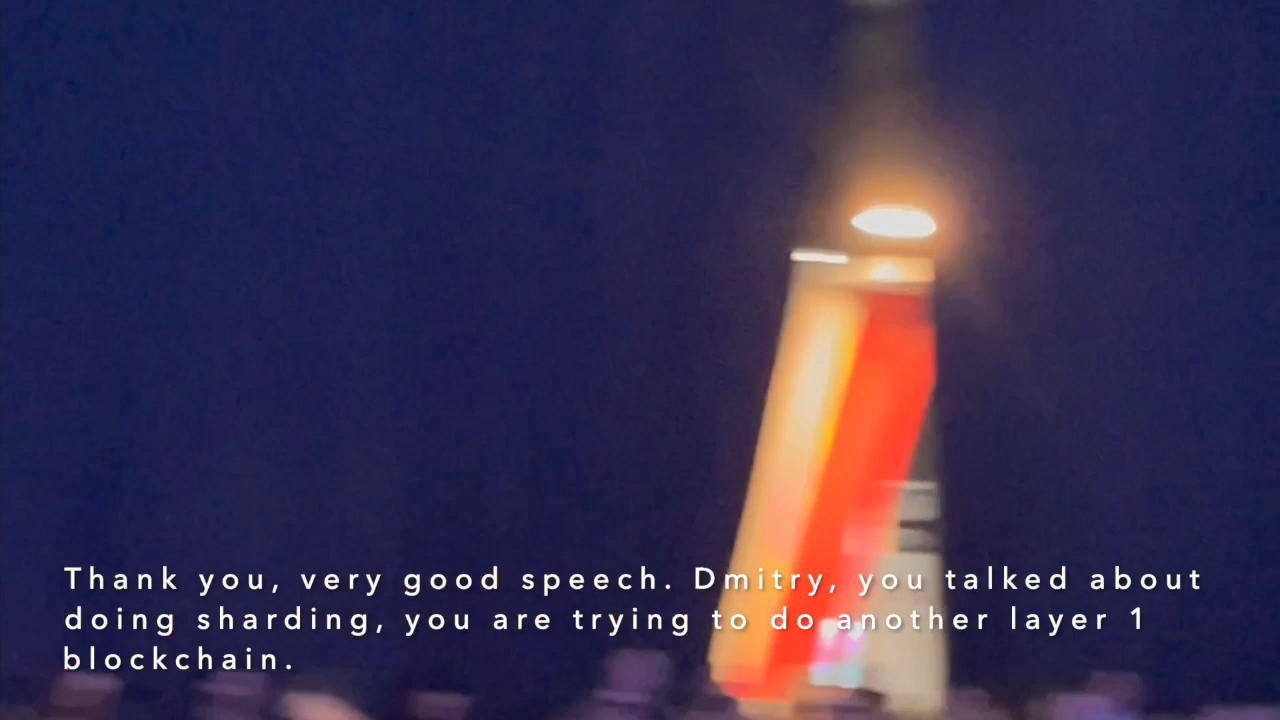 Thank you, very good speech. Dmitry, you talked about
doing sharding, you are trying to do another layer 1
blockchain.